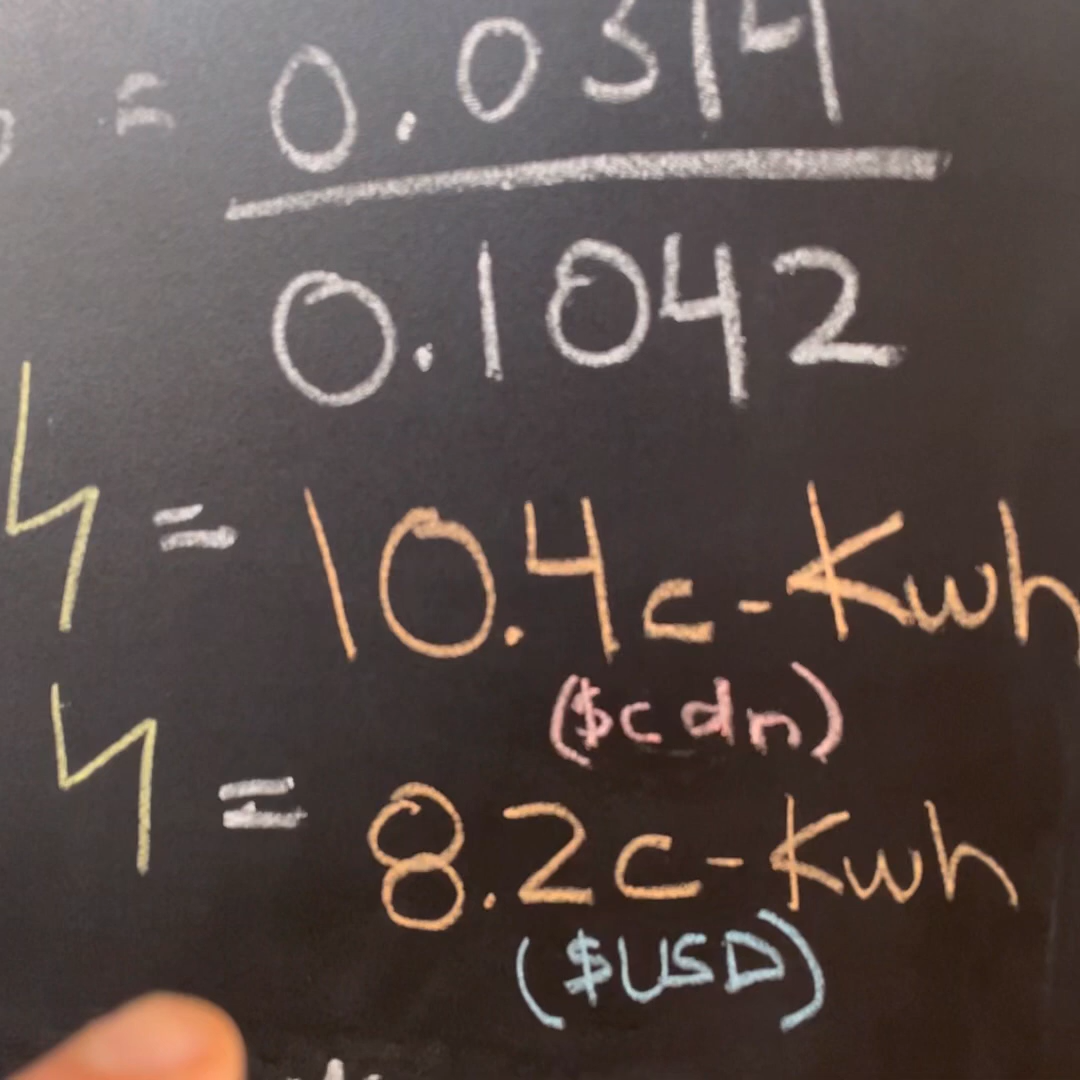 = 0.0314
0.1042
= 10.4c-Kwh
($cdn)
= 8.2c-Kwh
($USD)